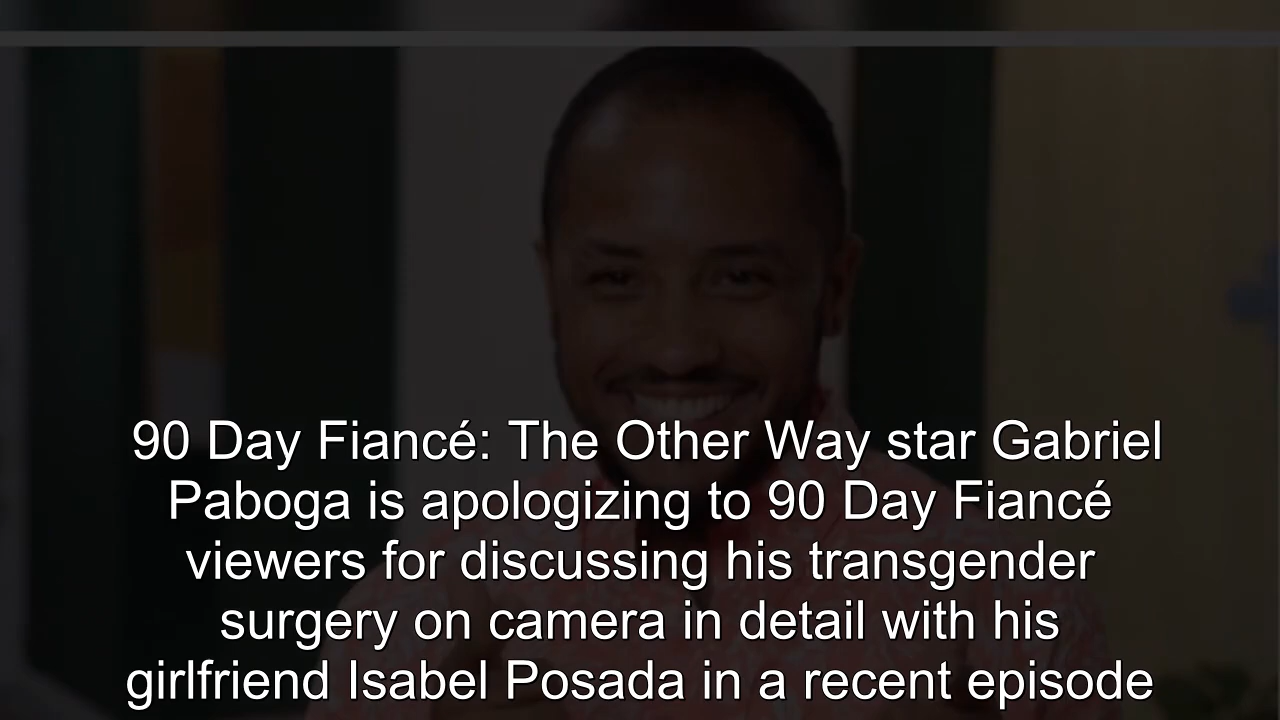 90 Day Fiancé: The Other Way star Gabriel
Paboga is apologizing to 90 Day Fiancé
viewers for discussing his transgender
surgery on camera in detail with his
girlfriend Isabel Posada in a recent episode